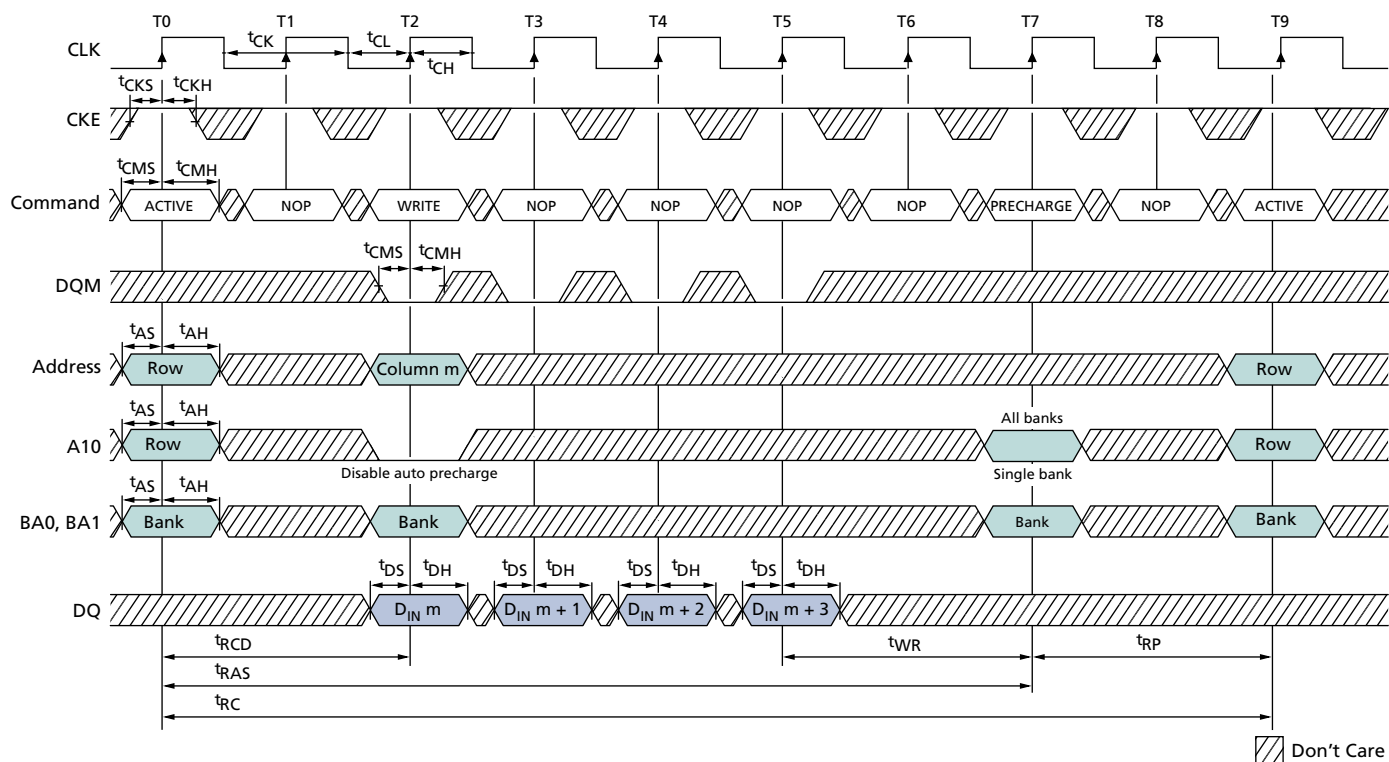 T0 T1 T2 T3 T4 T5 T6 T7 T8 T9
CLK
tCK tCL
tCH
tCKS tCKH
CKE
tCMS tCMH
Command ACTIVE NOP WRITE NOP NOP NOP NOP PRECHARGE NOP ACTIVE
tCMS tCMH
DQM
tAS tAH
Address Row Column m Row
tAS tAH
All banks
A10 Row Row
Disable auto precharge Single bank
tAS tAH
BA0, BA1 Bank Bank Bank Bank
tDS tDH tDS tDH tDS tDH tDS tDH
DQ DIN m DIN m + 1 DIN m + 2 DIN m + 3
tRCD tWR tRP
tRAS
tRC
Don't Care